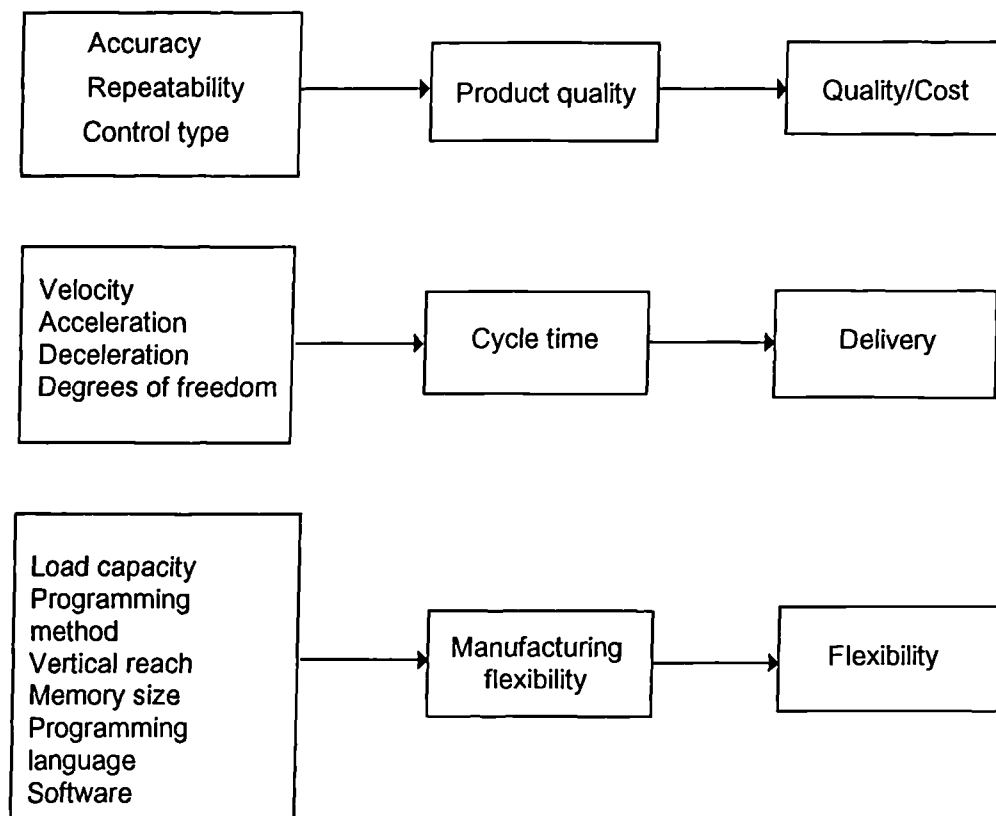 Accuracy
Repeatability
Control type
Product quality
Quality/Cost
Velocity
Acceleration
Deceleration
Degrees of freedom
Cycle time
Delivery
Load capacity
Programming
method
Vertical reach
Memory size
Programming
language
Software
Manufacturing
flexibility
Flexibility